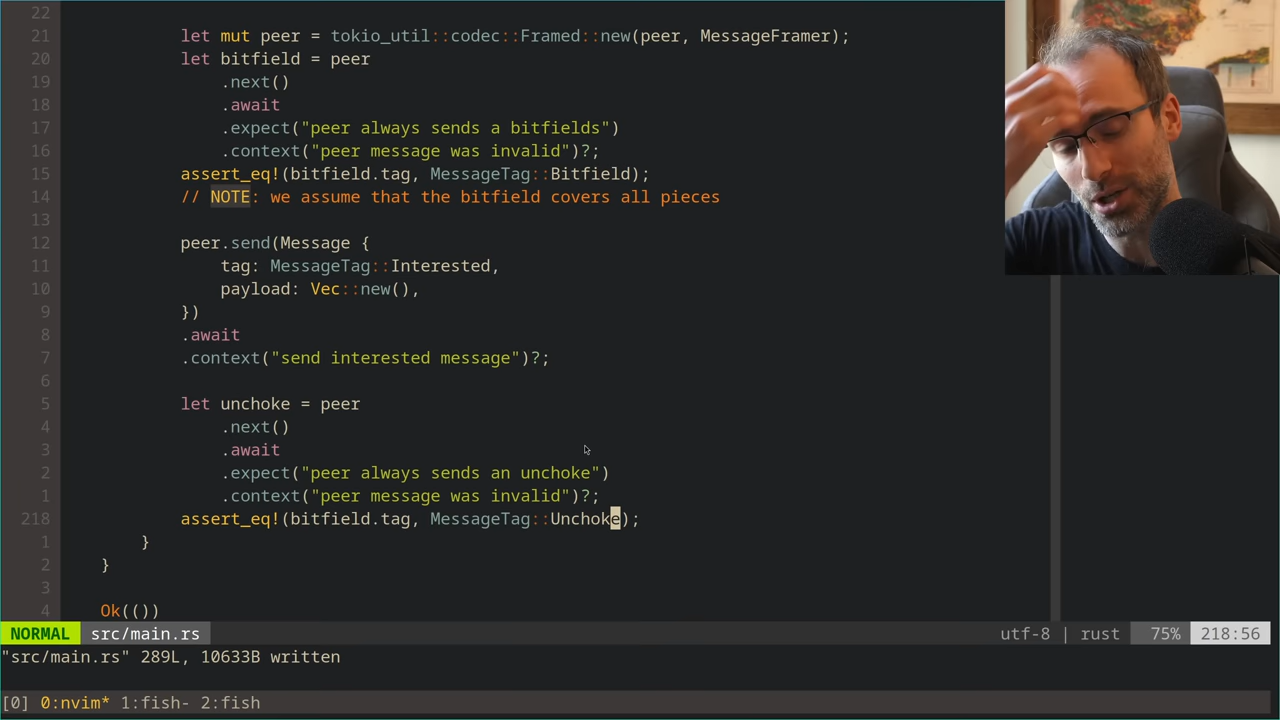 22
21 let mut peer = tokio_util::codec::Framed::new(peer, MessageFramer);
20 let bitfield = peer
19 .next()
18 .await
17 .expect("peer always sends a bitfields")
16 .context("peer message was invalid")?;
15 assert_eq!(bitfield.tag, MessageTag::Bitfield);
14 // NOTE: we assume that the bitfield covers all pieces
13
12 peer.send(Message {
11 tag: MessageTag::Interested,
10 payload: Vec::new(),
9 })
8 .await
7 .context("send interested message")?;
6
5 let unchoke = peer
4 .next()
3 .await
2 .expect("peer always sends an unchoke")
1 .context("peer message was invalid")?;
218 assert_eq!(bitfield.tag, MessageTag::Unchoke);
1 }
2 }
3
4 Ok(())
NORMAL src/main.rs utf-8 | rust 75% 218:56
"src/main.rs" 289L, 10633B written
[0] 0:nvim* 1:fish- 2:fish